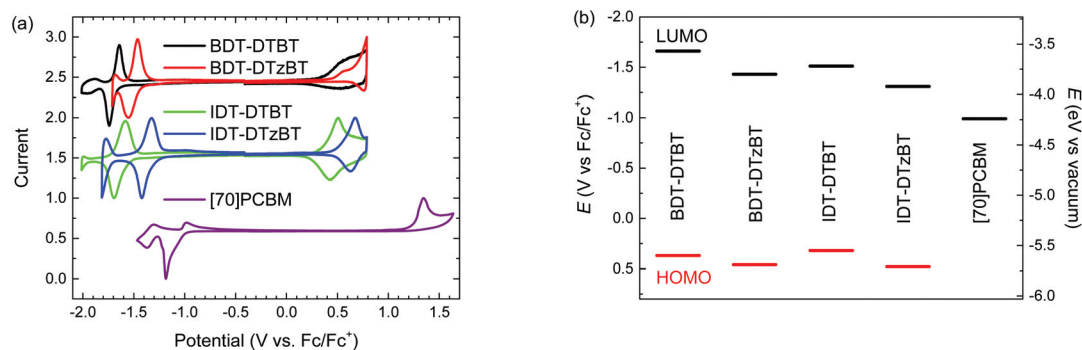 (a)
3.0
2.5
2.0
1.5
1.0
0.5
0.0
Current
BDT-DTBT
BDT-DTzBT
IDT-DTBT
IDT-DTzBT
[70]PCBM
-2.0 -1.5 -1.0 -0.5 0.0 0.5 1.0 1.5
Potential (V vs. Fc/Fc⁺)
(b)
-2.0
-1.5
-1.0
-0.5
0.0
0.5
E (V vs Fc/Fc⁺)
LUMO
BDT-DTBT
BDT-DTzBT
IDT-DTBT
IDT-DTzBT
[70]PCBM
HOMO
-3.5
-4.0
-4.5
-5.0
-5.5
-6.0
E (eV vs vacuum)